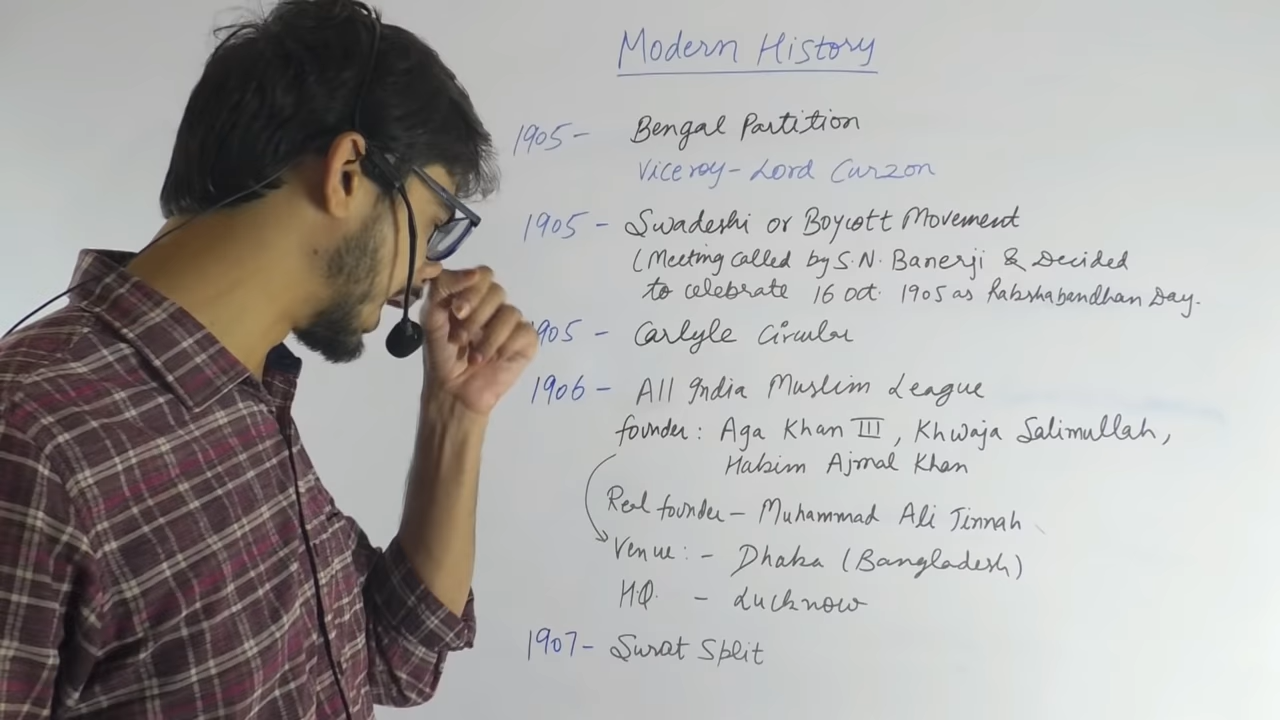 Modern History
1905 - Bengal Partition
Viceroy - Lord Curzon
1905 - Swadeshi or Boycott Movement
(Meeting called by S.N. Banerji & Decided
to celebrate 16 Oct. 1905 as Rakshabandhan Day.
1905 - Carlyle Circular
1906 - All India Muslim League
founder : Aga Khan III, Khwaja Salimullah,
Hakim Ajmal Khan
Real founder - Muhammad Ali Jinnah
Venue : - Dhaka (Bangladesh)
H.Q. - Lucknow
1907 - Surat Split